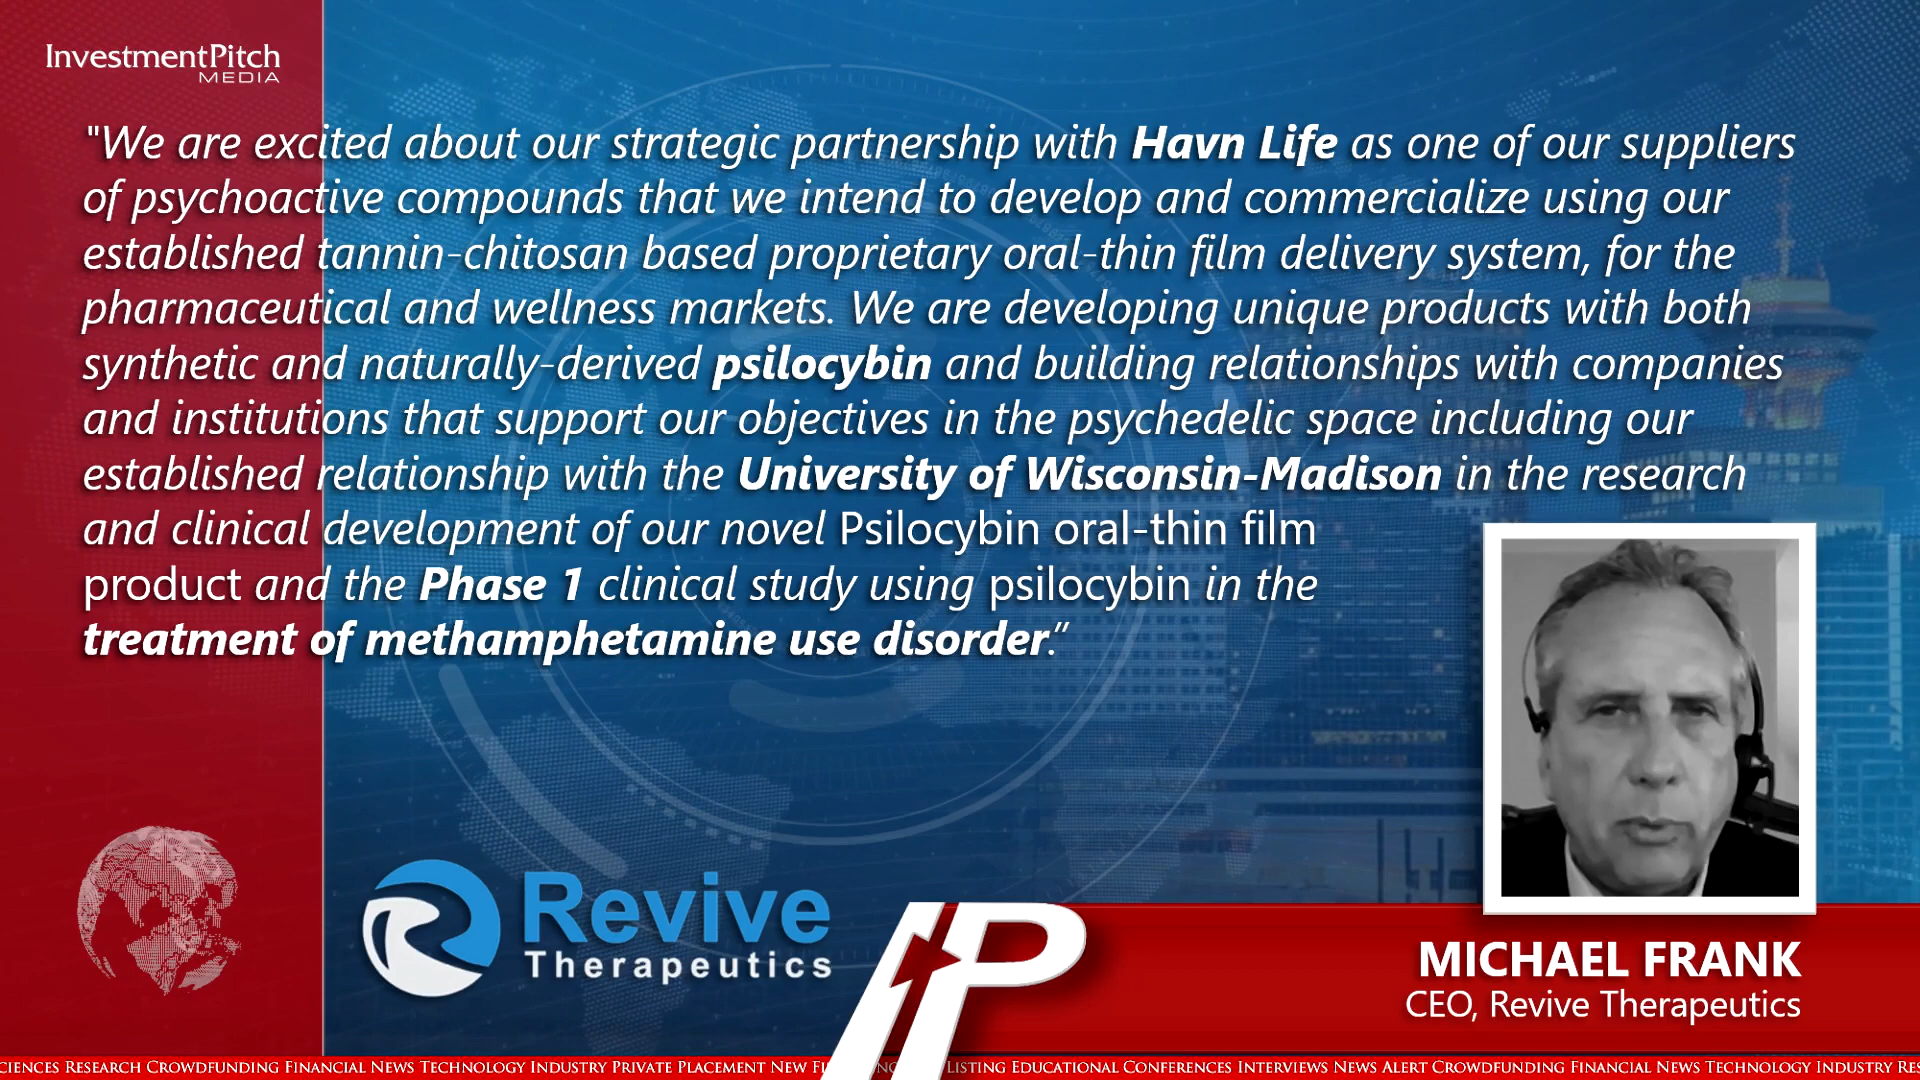 InvestmentPitch
MEDIA
"We are excited about our strategic partnership with Havn Life as one of our suppliers
of psychoactive compounds that we intend to develop and commercialize using our
established tannin-chitosan based proprietary oral-thin film delivery system, for the
pharmaceutical and wellness markets. We are developing unique products with both
synthetic and naturally-derived psilocybin and building relationships with companies
and institutions that support our objectives in the psychedelic space including our
established relationship with the University of Wisconsin-Madison in the research
and clinical development of our novel Psilocybin oral-thin film
product and the Phase 1 clinical study using psilocybin in the
treatment of methamphetamine use disorder.”
Revive
Therapeutics
IP
MICHAEL FRANK
CEO, Revive Therapeutics
CIENCES RESEARCH CROWDFUNDING FINANCIAL NEWS TECHNOLOGY INDUSTRY PRIVATE PLACEMENT NEW LISTING EDUCATIONAL CONFERENCES INTERVIEWS NEWS ALERT CROWDFUNDING FINANCIAL NEWS TECHNOLOGY INDUSTRY RES